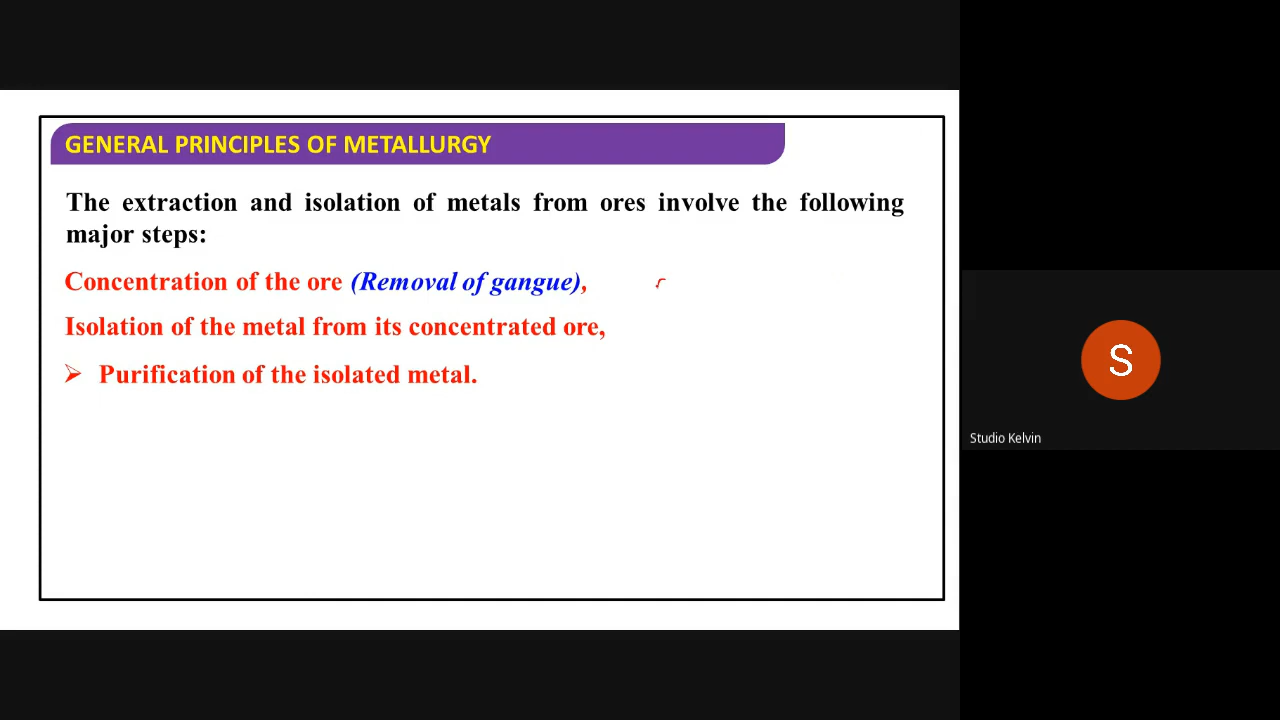 GENERAL PRINCIPLES OF METALLURGY
The extraction and isolation of metals from ores involve the following
major steps:
Concentration of the ore (Removal of gangue),
Isolation of the metal from its concentrated ore,
➢ Purification of the isolated metal.
S
Studio Kelvin